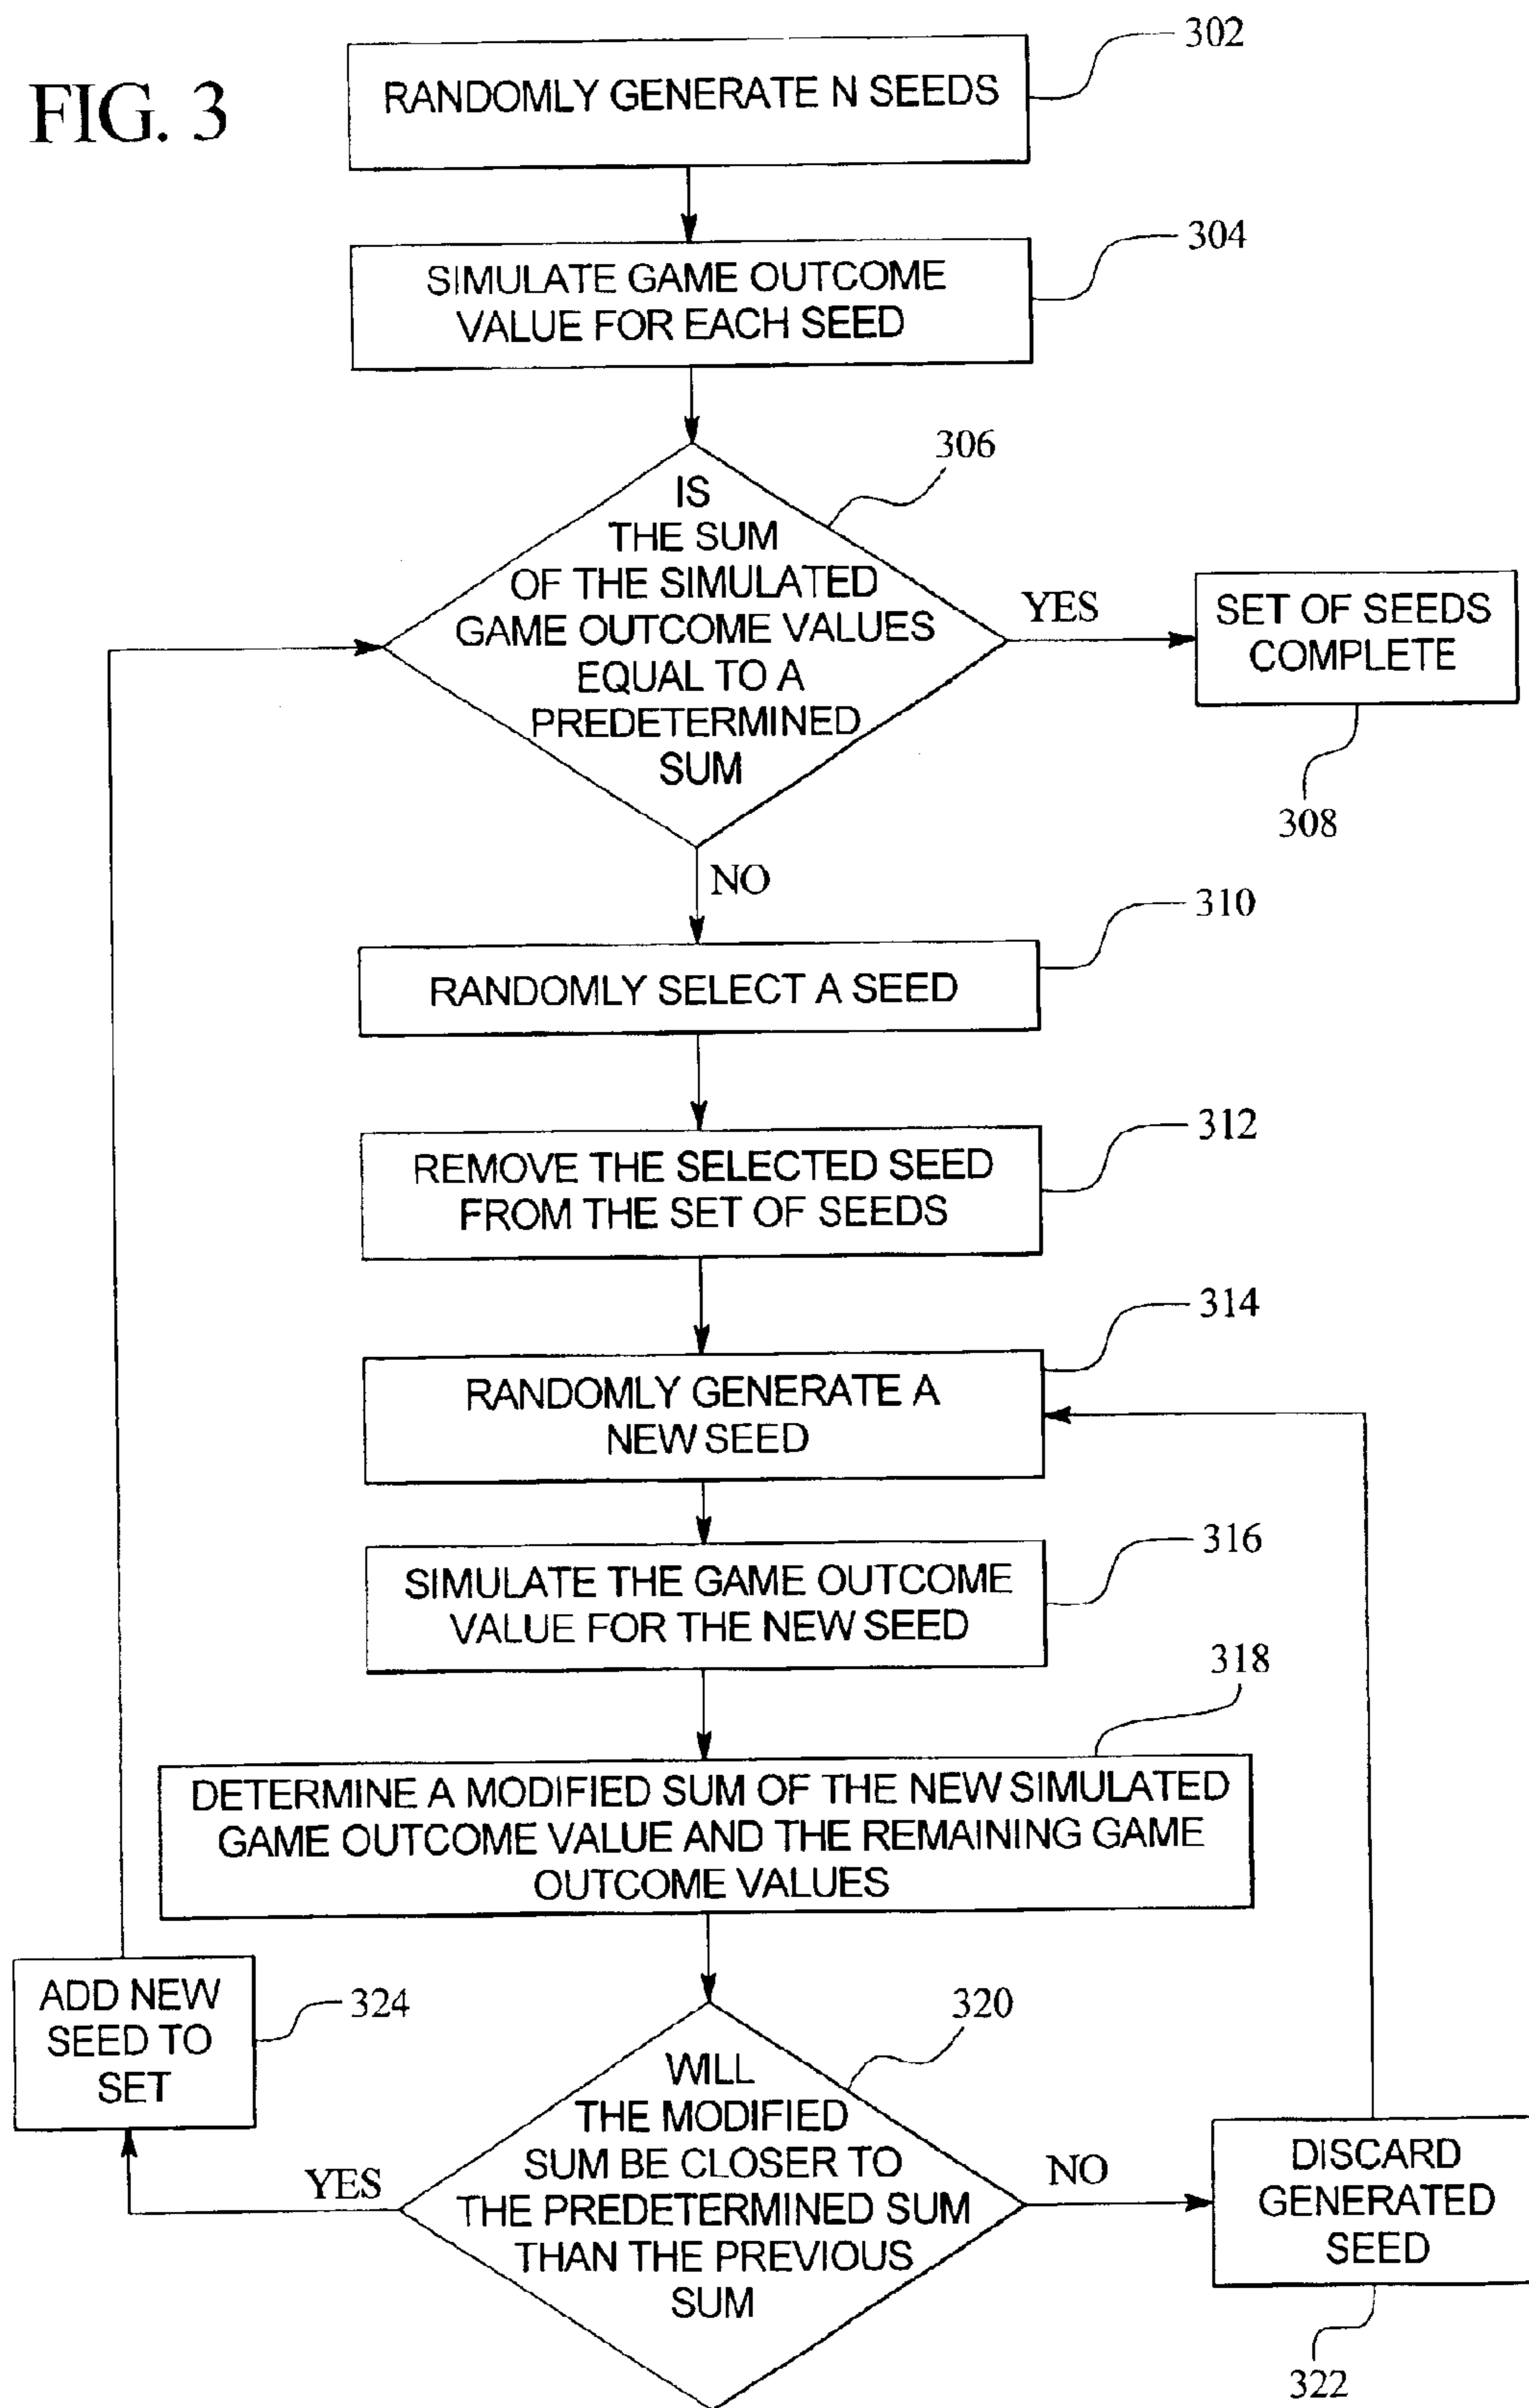 FIG. 3
302
RANDOMLY GENERATE N SEEDS
304
SIMULATE GAME OUTCOME
VALUE FOR EACH SEED
306
IS
THE SUM
OF THE SIMULATED
GAME OUTCOME VALUES
EQUAL TO A
PREDETERMINED
SUM
YES
SET OF SEEDS
COMPLETE
308
NO
310
RANDOMLY SELECT A SEED
312
REMOVE THE SELECTED SEED
FROM THE SET OF SEEDS
314
RANDOMLY GENERATE A
NEW SEED
316
SIMULATE THE GAME OUTCOME
VALUE FOR THE NEW SEED
318
DETERMINE A MODIFIED SUM OF THE NEW SIMULATED
GAME OUTCOME VALUE AND THE REMAINING GAME
OUTCOME VALUES
320
WILL
THE MODIFIED
SUM BE CLOSER TO
THE PREDETERMINED SUM
THAN THE PREVIOUS
SUM
YES
ADD NEW
SEED TO
SET
324
NO
DISCARD
GENERATED
SEED
322